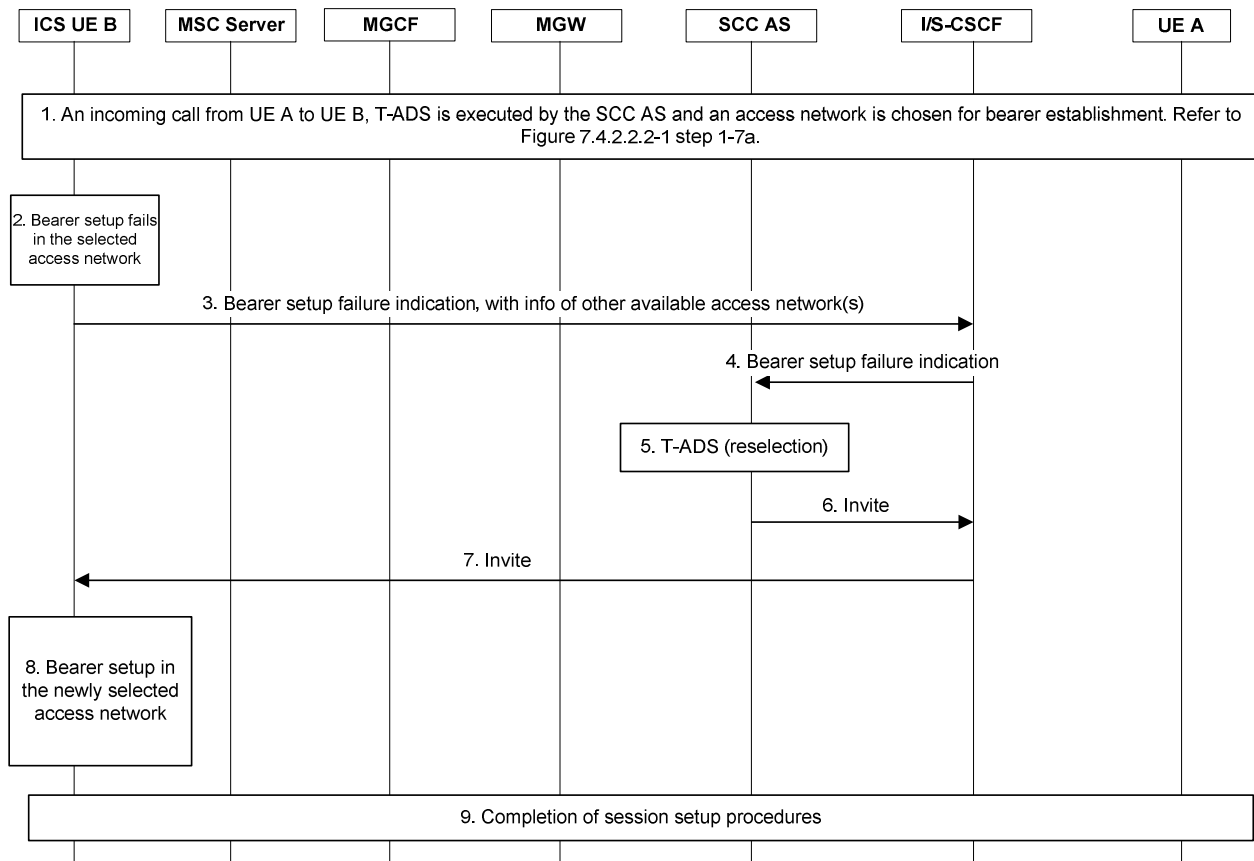 ICS UE B
MSC Server
MGCF
MGW
SCC AS
I/S-CSCF
UE A
1. An incoming call from UE A to UE B, T-ADS is executed by the SCC AS and an access network is chosen for bearer establishment. Refer to
Figure 7.4.2.2.2-1 step 1-7a.
2. Bearer setup fails
in the selected
access network
3. Bearer setup failure indication, with info of other available access network(s)
4. Bearer setup failure indication
5. T-ADS (reselection)
6. Invite
7. Invite
8. Bearer setup in
the newly selected
access network
9. Completion of session setup procedures